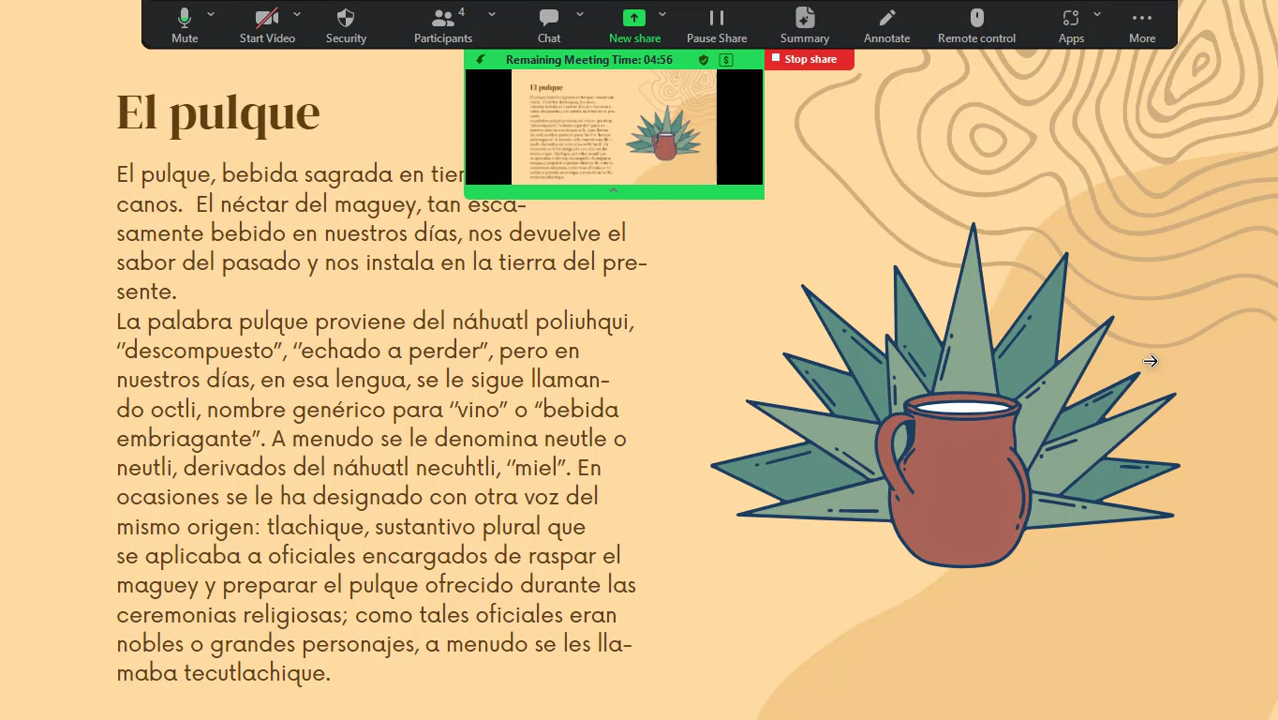 Mute
Start Video
Security
Participants
4
Chat
New share
Pause Share
Summary
Annotate
Remote control
Apps
More
Remaining Meeting Time: 04:56
Stop share
El pulque
El pulque, bebida sagrada en
canos.  El néctar del maguey, tan esca-
samente bebido en nuestros días, nos devuelve el
sabor del pasado y nos instala en la tierra del pre-
sente.
La palabra pulque proviene del náhuatl poliuhqui,
“descompuesto”, “echado a perder”, pero en
nuestros días, en esa lengua, se le sigue llaman-
do octli, nombre genérico para “vino” o “bebida
embriagante”. A menudo se le denomina neutle o
neutli, derivados del náhuatl necuhtli, “miel”. En
ocasiones se le ha designado con otra voz del
mismo origen: tlachique, sustantivo plural que
se aplicaba a oficiales encargados de raspar el
maguey y preparar el pulque ofrecido durante las
ceremonias religiosas; como tales oficiales eran
nobles o grandes personajes, a menudo se les lla-
maba tecutlachique.